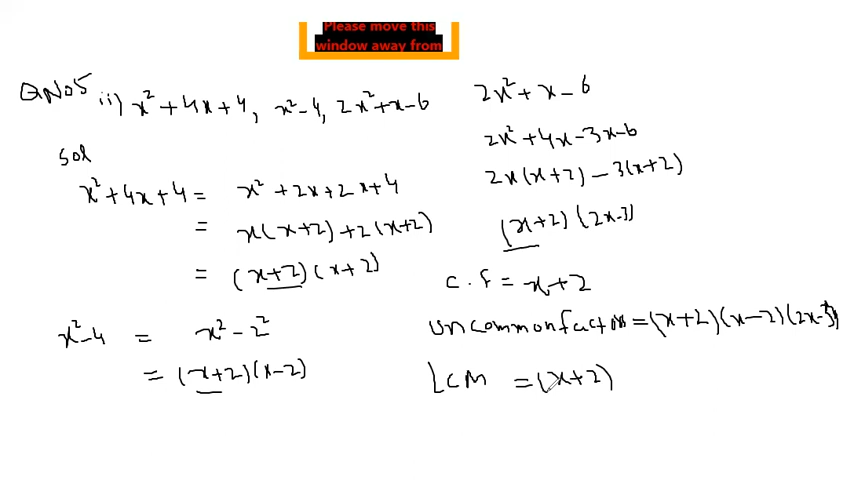 Please move this
window away from
QNo5 ii) x²+4x+4, x²-4, 2x²+x-6
Sol
x²+4x+4 = x²+2x+2x+4
= x(x+2)+2(x+2)
= (x+2)(x+2)
x²-4 = x²-2²
= (x+2)(x-2)
2x²+x-6
2x²+4x-3x-6
2x(x+2)-3(x+2)
(x+2)(2x-3)
C.F = x+2
Uncommon factors = (x+2)(x-2)(2x-3)
LCM = (x+2)